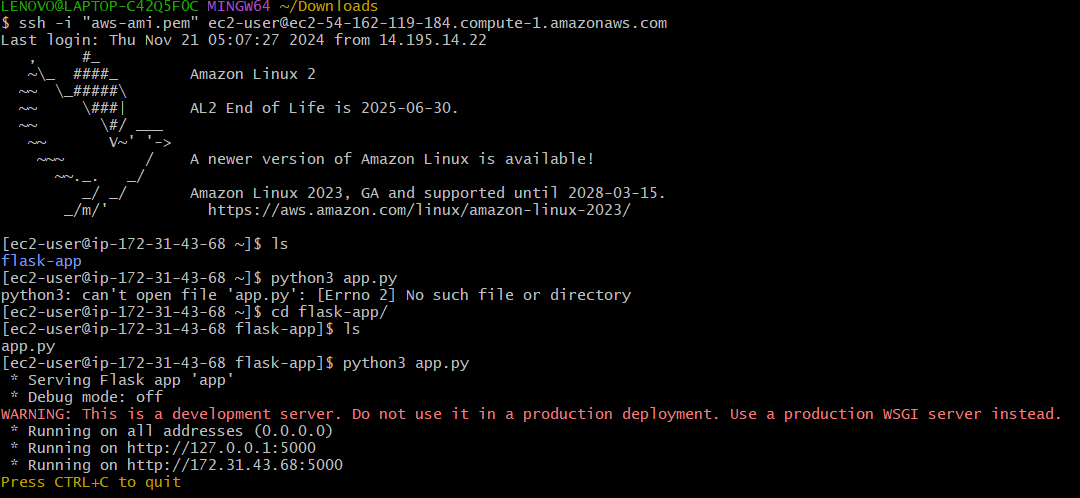 LENOVO@LAPTOP-C42Q5FOC MINGW64 ~/Downloads
$ ssh -i "aws-ami.pem" ec2-user@ec2-54-162-119-184.compute-1.amazonaws.com
Last login: Thu Nov 21 05:07:27 2024 from 14.195.14.22
   ,     #_
   ~\_  ####_        Amazon Linux 2
  ~~  \_#####\
  ~~     \###|       AL2 End of Life is 2025-06-30.
  ~~       \#/ ___
   ~~       V~' '->
    ~~~         /    A newer version of Amazon Linux is available!
      ~~._.   _/
         _/ _/       Amazon Linux 2023, GA and supported until 2028-03-15.
       _/m/'           https://aws.amazon.com/linux/amazon-linux-2023/
[ec2-user@ip-172-31-43-68 ~]$ ls
flask-app
[ec2-user@ip-172-31-43-68 ~]$ python3 app.py
python3: can't open file 'app.py': [Errno 2] No such file or directory
[ec2-user@ip-172-31-43-68 ~]$ cd flask-app/
[ec2-user@ip-172-31-43-68 flask-app]$ ls
app.py
[ec2-user@ip-172-31-43-68 flask-app]$ python3 app.py
 * Serving Flask app 'app'
 * Debug mode: off
WARNING: This is a development server. Do not use it in a production deployment. Use a production WSGI server instead.
 * Running on all addresses (0.0.0.0)
 * Running on http://127.0.0.1:5000
 * Running on http://172.31.43.68:5000
Press CTRL+C to quit